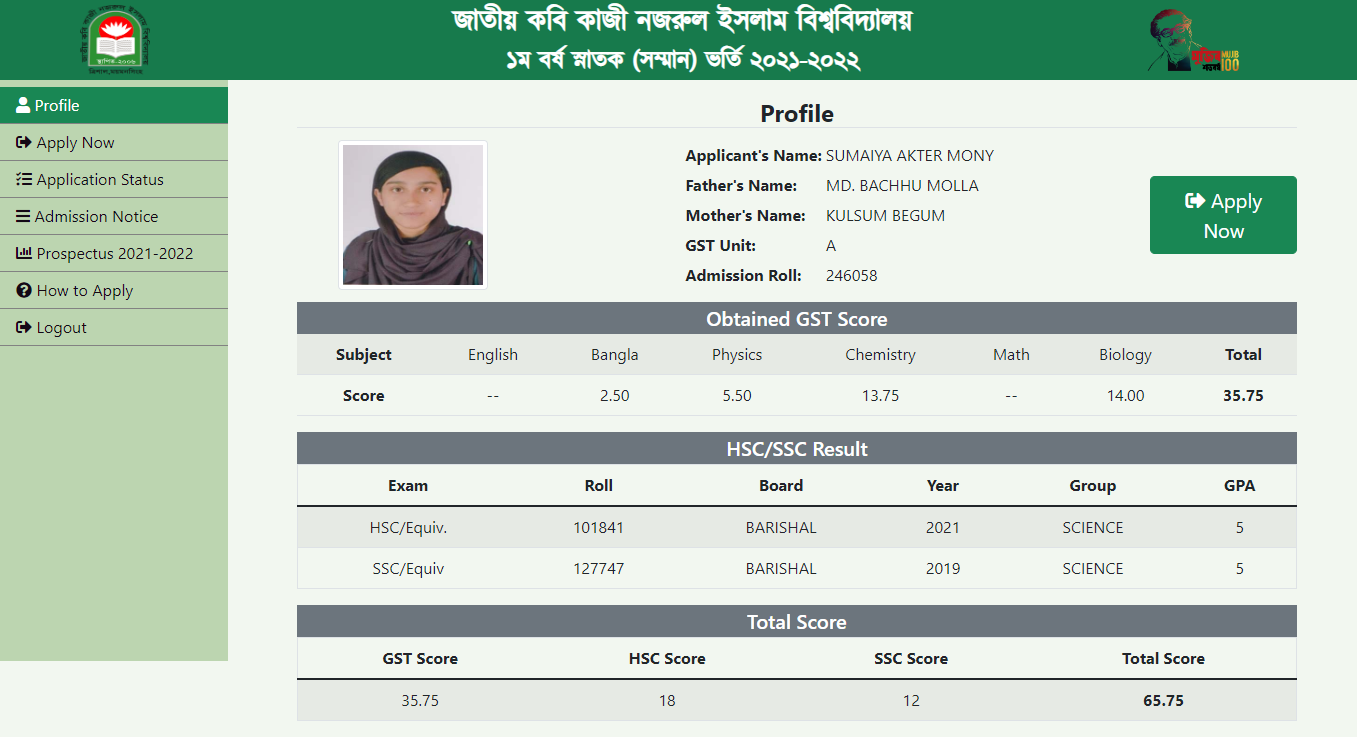 জাতীয় কবি কাজী নজরুল ইসলাম বিশ্ববিদ্যালয়
১ম বর্ষ স্নাতক (সম্মান) ভর্তি ২০২১-২০২২
স্থাপিত-২০০৬
MUJIB
100
Profile
Apply Now
Application Status
Admission Notice
Prospectus 2021-2022
How to Apply
Logout
Profile
Applicant's Name: SUMAIYA AKTER MONY
Father's Name: MD. BACHHU MOLLA
Mother's Name: KULSUM BEGUM
GST Unit: A
Admission Roll: 246058
Apply
Now
Obtained GST Score
Subject English Bangla Physics Chemistry Math Biology Total
Score -- 2.50 5.50 13.75 -- 14.00 35.75
HSC/SSC Result
Exam Roll Board Year Group GPA
HSC/Equiv. 101841 BARISHAL 2021 SCIENCE 5
SSC/Equiv 127747 BARISHAL 2019 SCIENCE 5
Total Score
GST Score HSC Score SSC Score Total Score
35.75 18 12 65.75